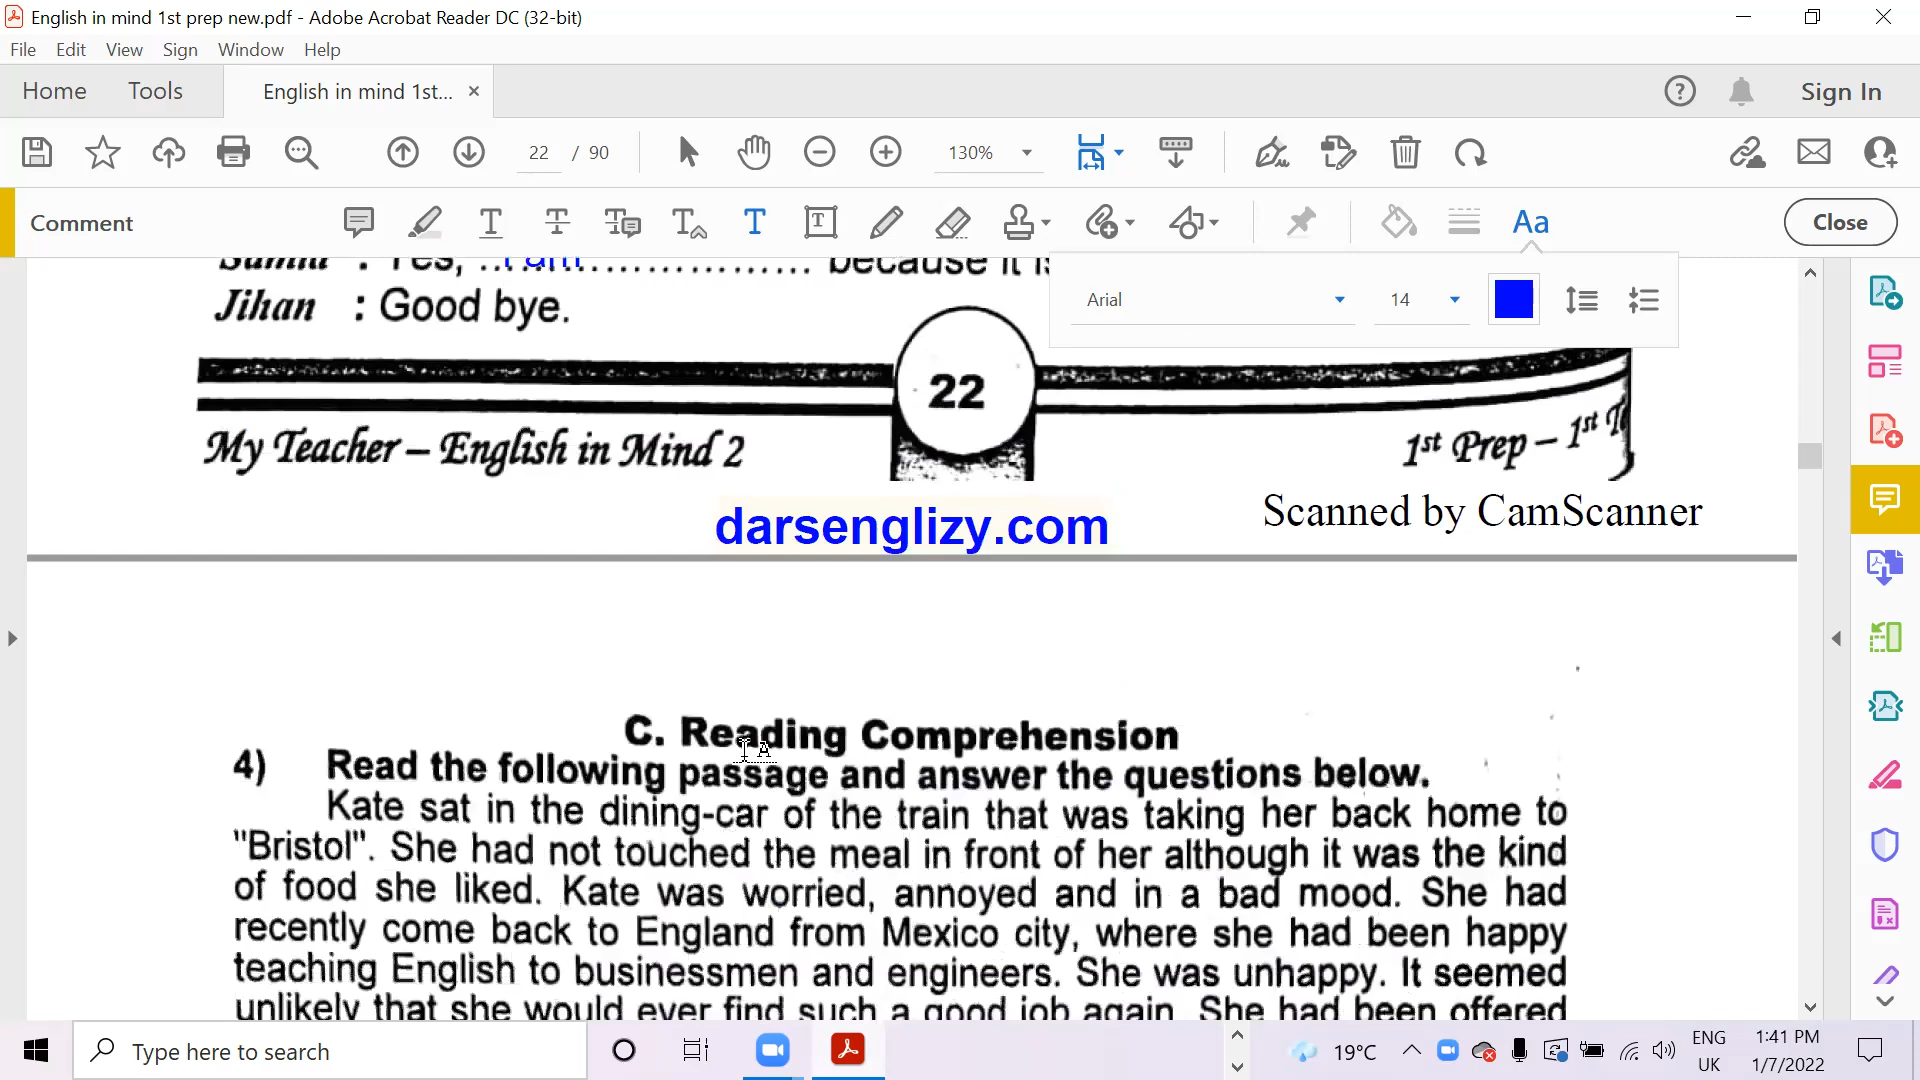 English in mind 1st prep new.pdf - Adobe Acrobat Reader DC (32-bit)
File Edit View Sign Window Help
Home Tools English in mind 1st... × Sign In
22 / 90 130%
Comment Close
Arial 14
Samia : Yes, ...I am........................ because it is
Jihan : Good bye.
22
My Teacher – English in Mind 2
1st Prep – 1st
darsenglizy.com
Scanned by CamScanner
C. Reading Comprehension
4) Read the following passage and answer the questions below.
Kate sat in the dining-car of the train that was taking her back home to
"Bristol". She had not touched the meal in front of her although it was the kind
of food she liked. Kate was worried, annoyed and in a bad mood. She had
recently come back to England from Mexico city, where she had been happy
teaching English to businessmen and engineers. She was unhappy. It seemed
unlikely that she would ever find such a good job again. She had been offered
Type here to search
19°C
ENG
UK
1:41 PM
1/7/2022